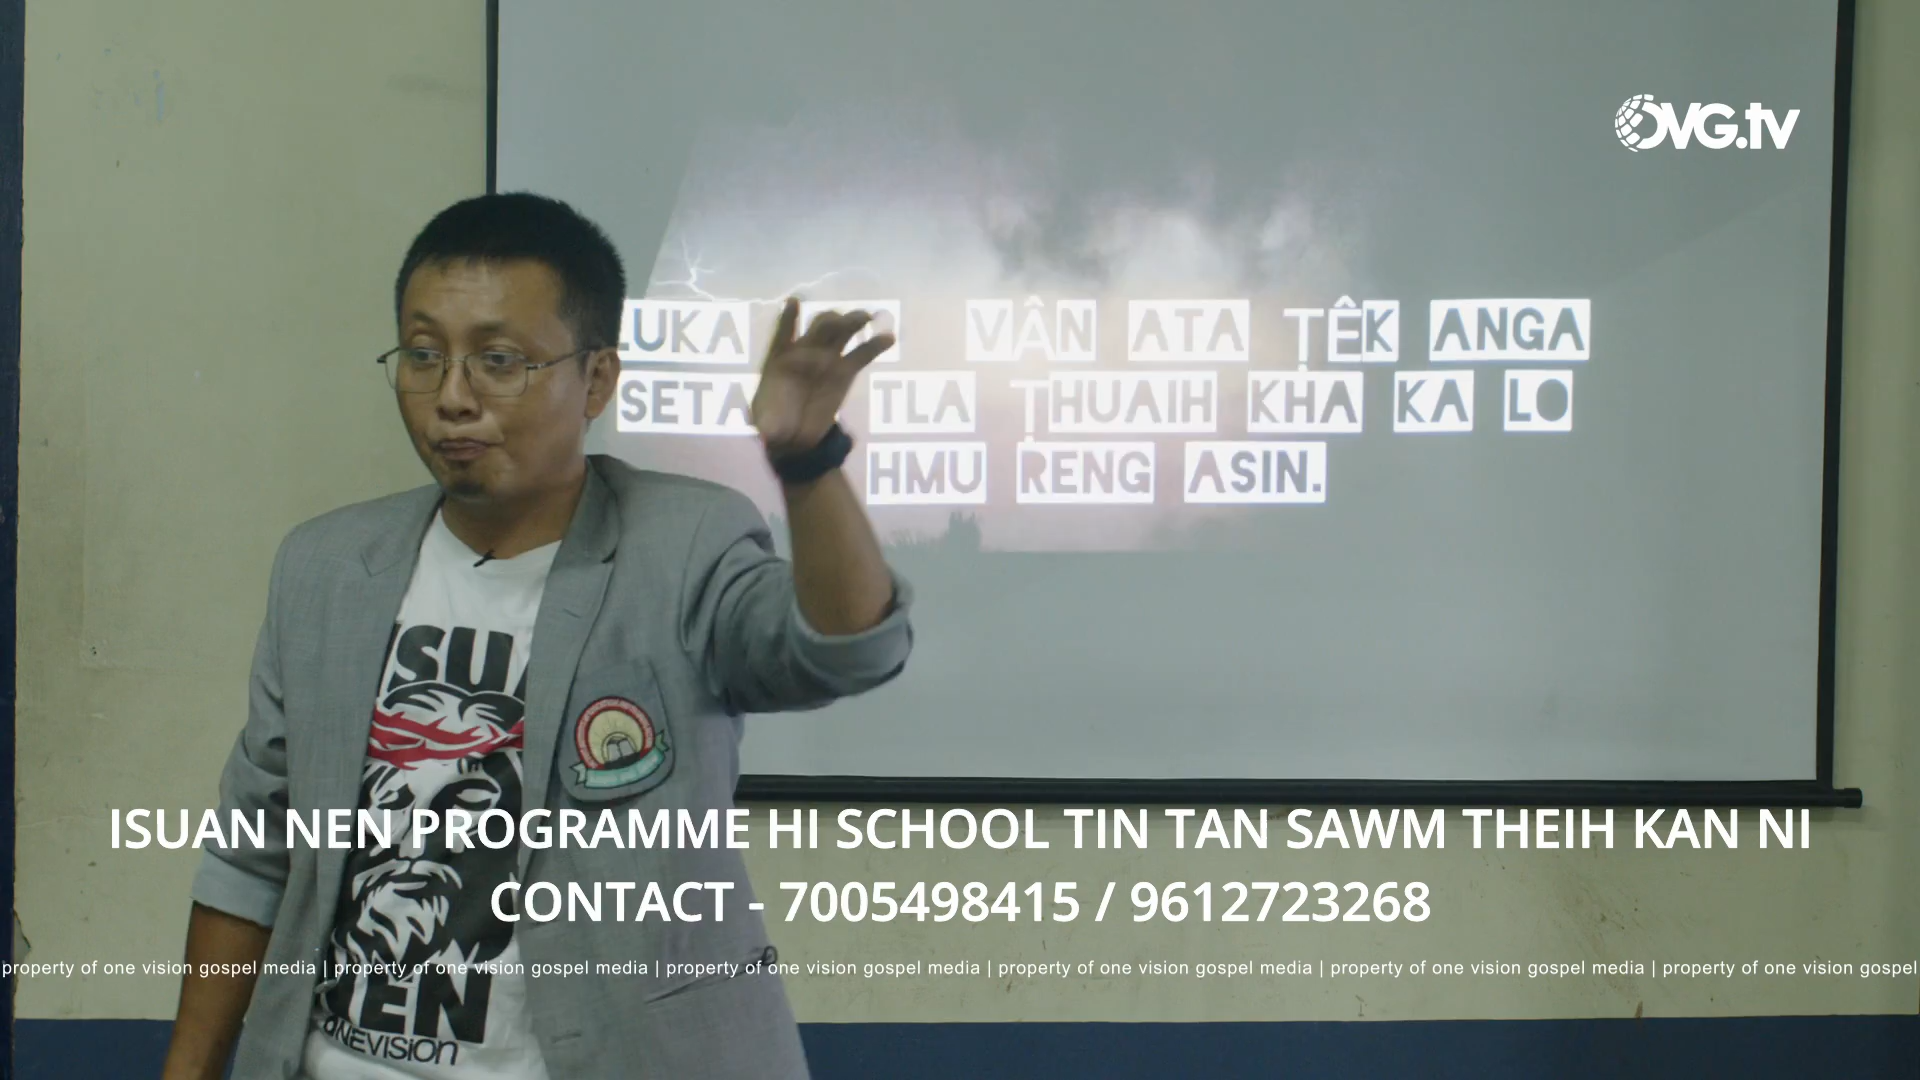 OVG.tv
LUKA VÂN ATA ṬÊK ANGA
SETA TLA ṬHUAIH KHA KA LO
HMU RENG ASIN.
ISUA
NEN
ONEVISION
ISUAN NEN PROGRAMME HI SCHOOL TIN TAN SAWM THEIH KAN NI
CONTACT - 7005498415 / 9612723268
property of one vision gospel media | property of one vision gospel media | property of one vision gospel media | property of one vision gospel media | property of one vision gospel media | property of one vision gospel